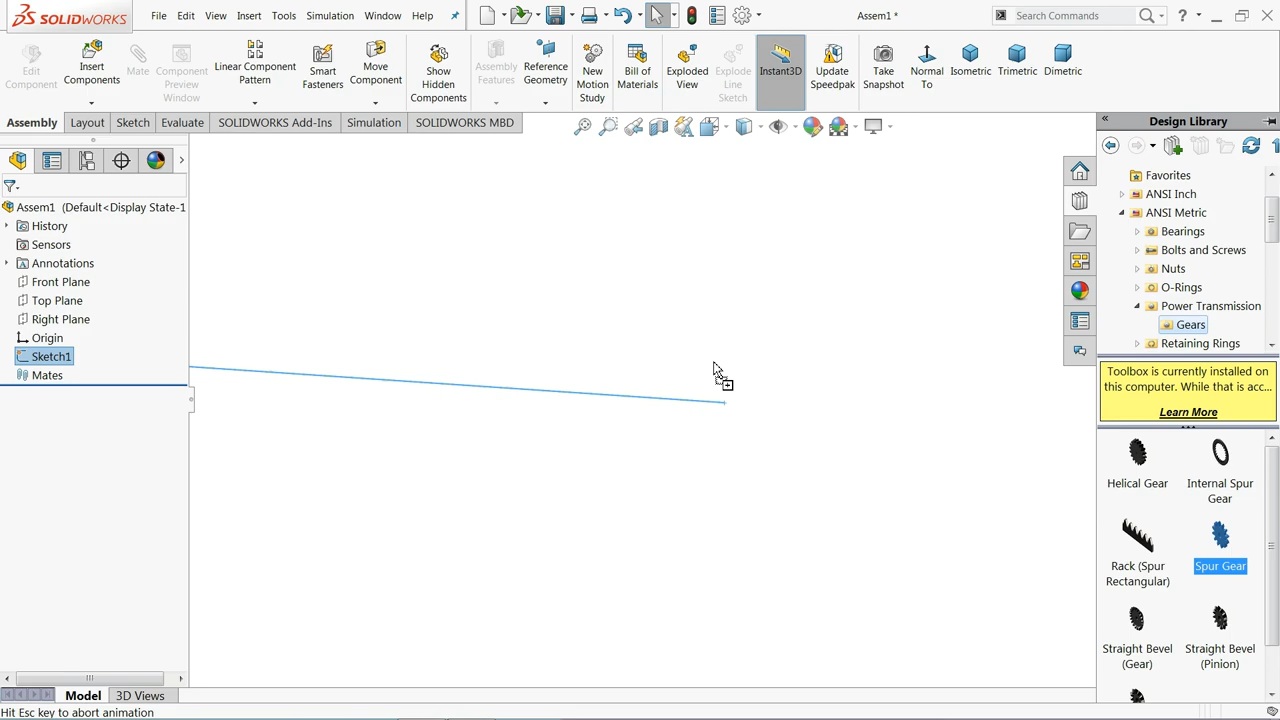 SOLIDWORKS
File
Edit
View
Insert
Tools
Simulation
Window
Help
Assem1 *
Search Commands
?
Edit
Component
Insert
Components
Mate
Component
Preview
Window
Linear Component
Pattern
Smart
Fasteners
Move
Component
Show
Hidden
Components
Assembly
Features
Reference
Geometry
New
Motion
Study
Bill of
Materials
Exploded
View
Explode
Line
Sketch
Instant3D
Update
Speedpak
Take
Snapshot
Normal
To
Isometric
Trimetric
Dimetric
Assembly
Layout
Sketch
Evaluate
SOLIDWORKS Add-Ins
Simulation
SOLIDWORKS MBD
Design Library
Assem1 (Default<Display State-1
History
Sensors
Annotations
Front Plane
Top Plane
Right Plane
Origin
Sketch1
Mates
Favorites
ANSI Inch
ANSI Metric
Bearings
Bolts and Screws
Nuts
O-Rings
Power Transmission
Gears
Retaining Rings
Toolbox is currently installed on
this computer. While that is acc...
Learn More
Helical Gear
Internal Spur
Gear
Rack (Spur
Rectangular)
Spur Gear
Straight Bevel
(Gear)
Straight Bevel
(Pinion)
Model
3D Views
Hit Esc key to abort animation